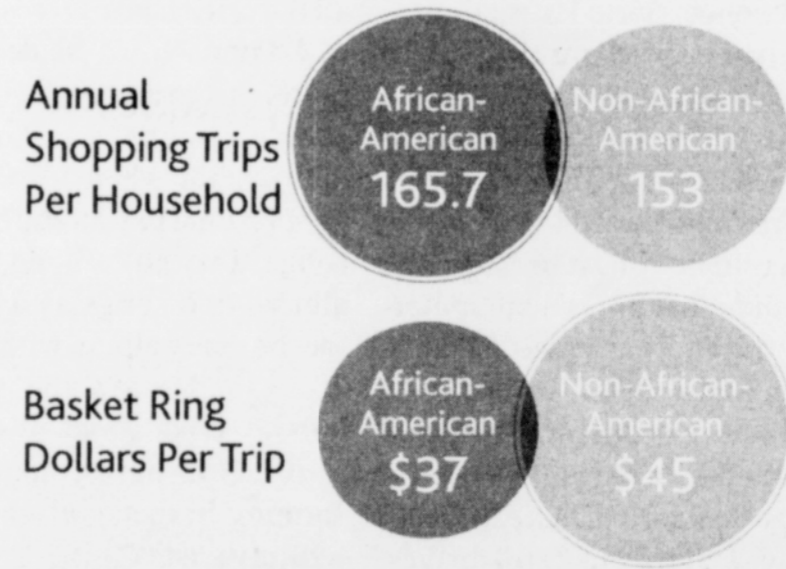 Annual
Shopping Trips
Per Household
African-
American
165.7
Non-African-
American
153
Basket Ring
Dollars Per Trip
African-
American
$37
Non-African-
American
$45